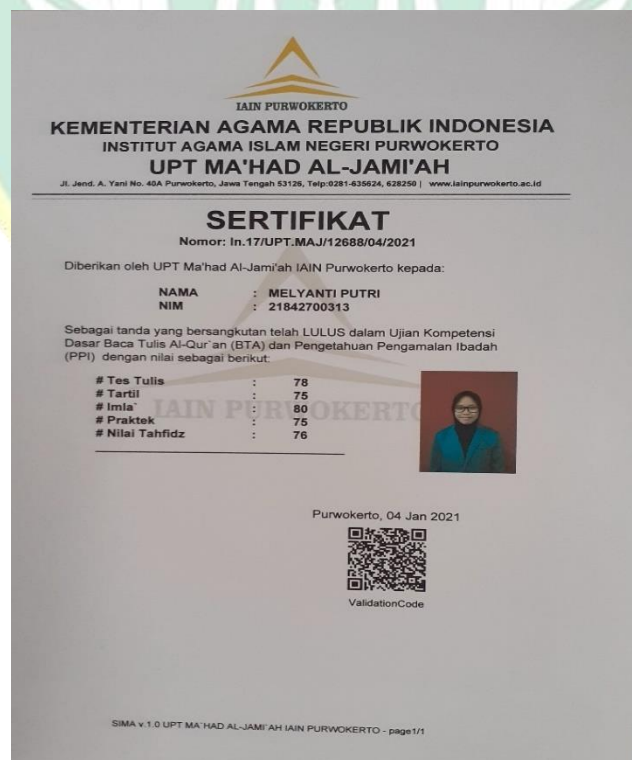 IAIN PURWOKERTO
KEMENTERIAN AGAMA REPUBLIK INDONESIA
INSTITUT AGAMA ISLAM NEGERI PURWOKERTO
UPT MA'HAD AL-JAMI'AH
Jl. Jend. A. Yani No. 40A Purwokerto, Jawa Tengah 53126, Telp:0281-635624, 628250 | www.iainpurwokerto.ac.id
SERTIFIKAT
Nomor: In.17/UPT.MAJ/12688/04/2021
Diberikan oleh UPT Ma'had Al-Jami'ah IAIN Purwokerto kepada:
NAMA : MELYANTI PUTRI
NIM : 21842700313
Sebagai tanda yang bersangkutan telah LULUS dalam Ujian Kompetensi
Dasar Baca Tulis Al-Qur`an (BTA) dan Pengetahuan Pengamalan Ibadah
(PPI) dengan nilai sebagai berikut:
# Tes Tulis : 78
# Tartil : 75
# Imla` : 80
# Praktek : 75
# Nilai Tahfidz : 76
IAIN PURWOKERTO
Purwokerto, 04 Jan 2021
ValidationCode
SIMA v.1.0 UPT MA`HAD AL-JAMI`AH IAIN PURWOKERTO - page1/1